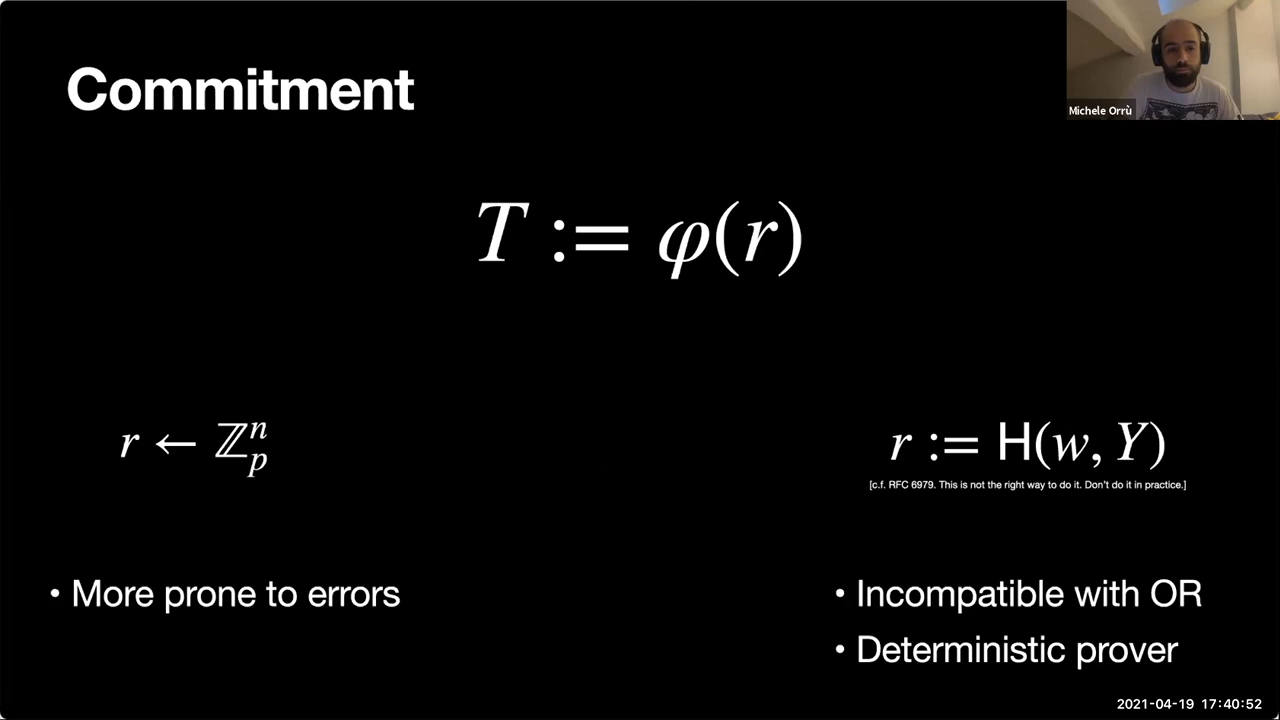 Commitment
Michele Orrù
T := φ(r)
r ← ℤₚⁿ
r := H(w, Y)
[c.f. RFC 6979. This is not the right way to do it. Don't do it in practice.]
• More prone to errors
• Incompatible with OR
• Deterministic prover
2021-04-19 17:40:52